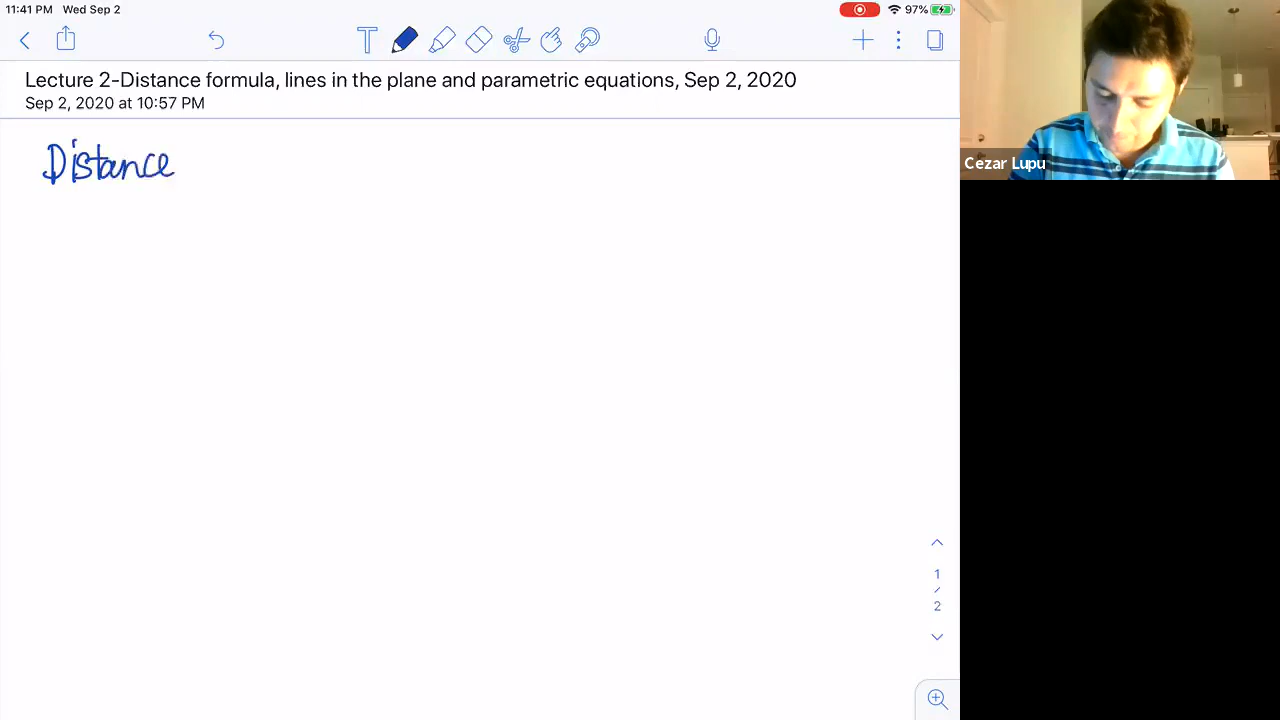 11:41 PM Wed Sep 2 97%
T
Lecture 2-Distance formula, lines in the plane and parametric equations, Sep 2, 2020
Sep 2, 2020 at 10:57 PM
Distance
Cezar Lupu
1
/
2